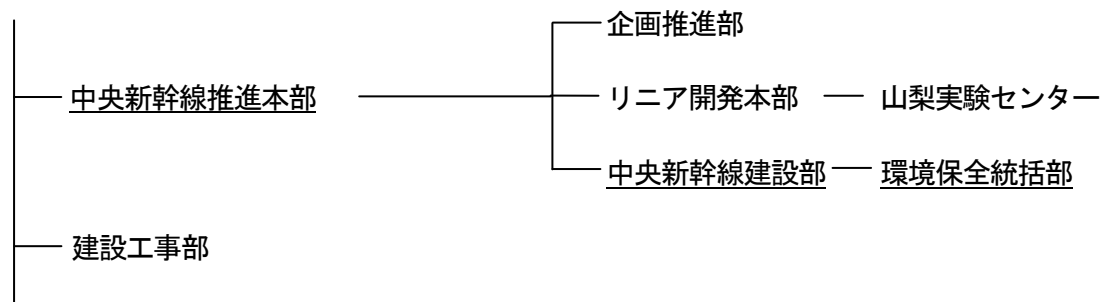 企画推進部
中央新幹線推進本部 リニア開発本部 山梨実験センター
中央新幹線建設部 環境保全統括部
建設工事部